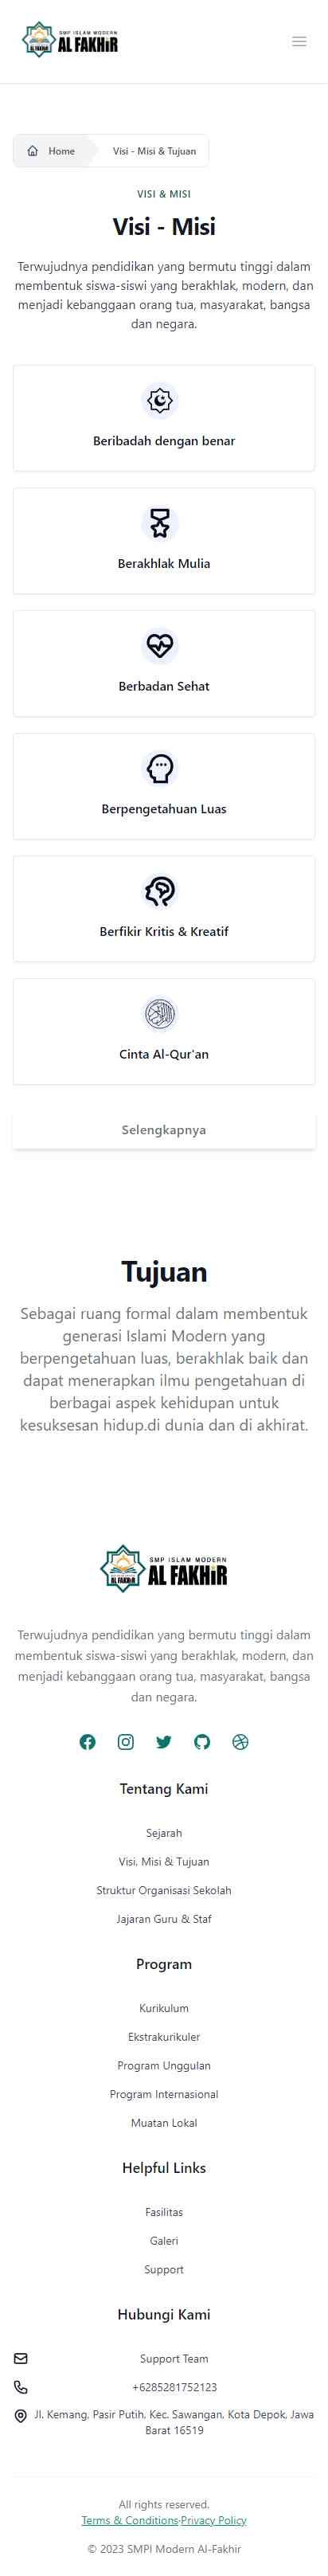 SMP ISLAM MODERN
AL FAKHIR
Home
Visi - Misi & Tujuan
VISI & MISI
Visi - Misi
Terwujudnya pendidikan yang bermutu tinggi dalam
membentuk siswa-siswi yang berakhlak, modern, dan
menjadi kebanggaan orang tua, masyarakat, bangsa
dan negara.
Beribadah dengan benar
Berakhlak Mulia
Berbadan Sehat
Berpengetahuan Luas
Berfikir Kritis & Kreatif
Cinta Al-Qur'an
Selengkapnya
Tujuan
Sebagai ruang formal dalam membentuk
generasi Islami Modern yang
berpengetahuan luas, berakhlak baik dan
dapat menerapkan ilmu pengetahuan di
berbagai aspek kehidupan untuk
kesuksesan hidup.di dunia dan di akhirat.
SMP ISLAM MODERN
AL FAKHIR
Terwujudnya pendidikan yang bermutu tinggi dalam
membentuk siswa-siswi yang berakhlak, modern, dan
menjadi kebanggaan orang tua, masyarakat, bangsa
dan negara.
Tentang Kami
Sejarah
Visi, Misi & Tujuan
Struktur Organisasi Sekolah
Jajaran Guru & Staf
Program
Kurikulum
Ekstrakurikuler
Program Unggulan
Program Internasional
Muatan Lokal
Helpful Links
Fasilitas
Galeri
Support
Hubungi Kami
Support Team
+6285281752123
Jl. Kemang, Pasir Putih, Kec. Sawangan, Kota Depok, Jawa
Barat 16519
All rights reserved.
Terms & Conditions·Privacy Policy
© 2023 SMPI Modern Al-Fakhir